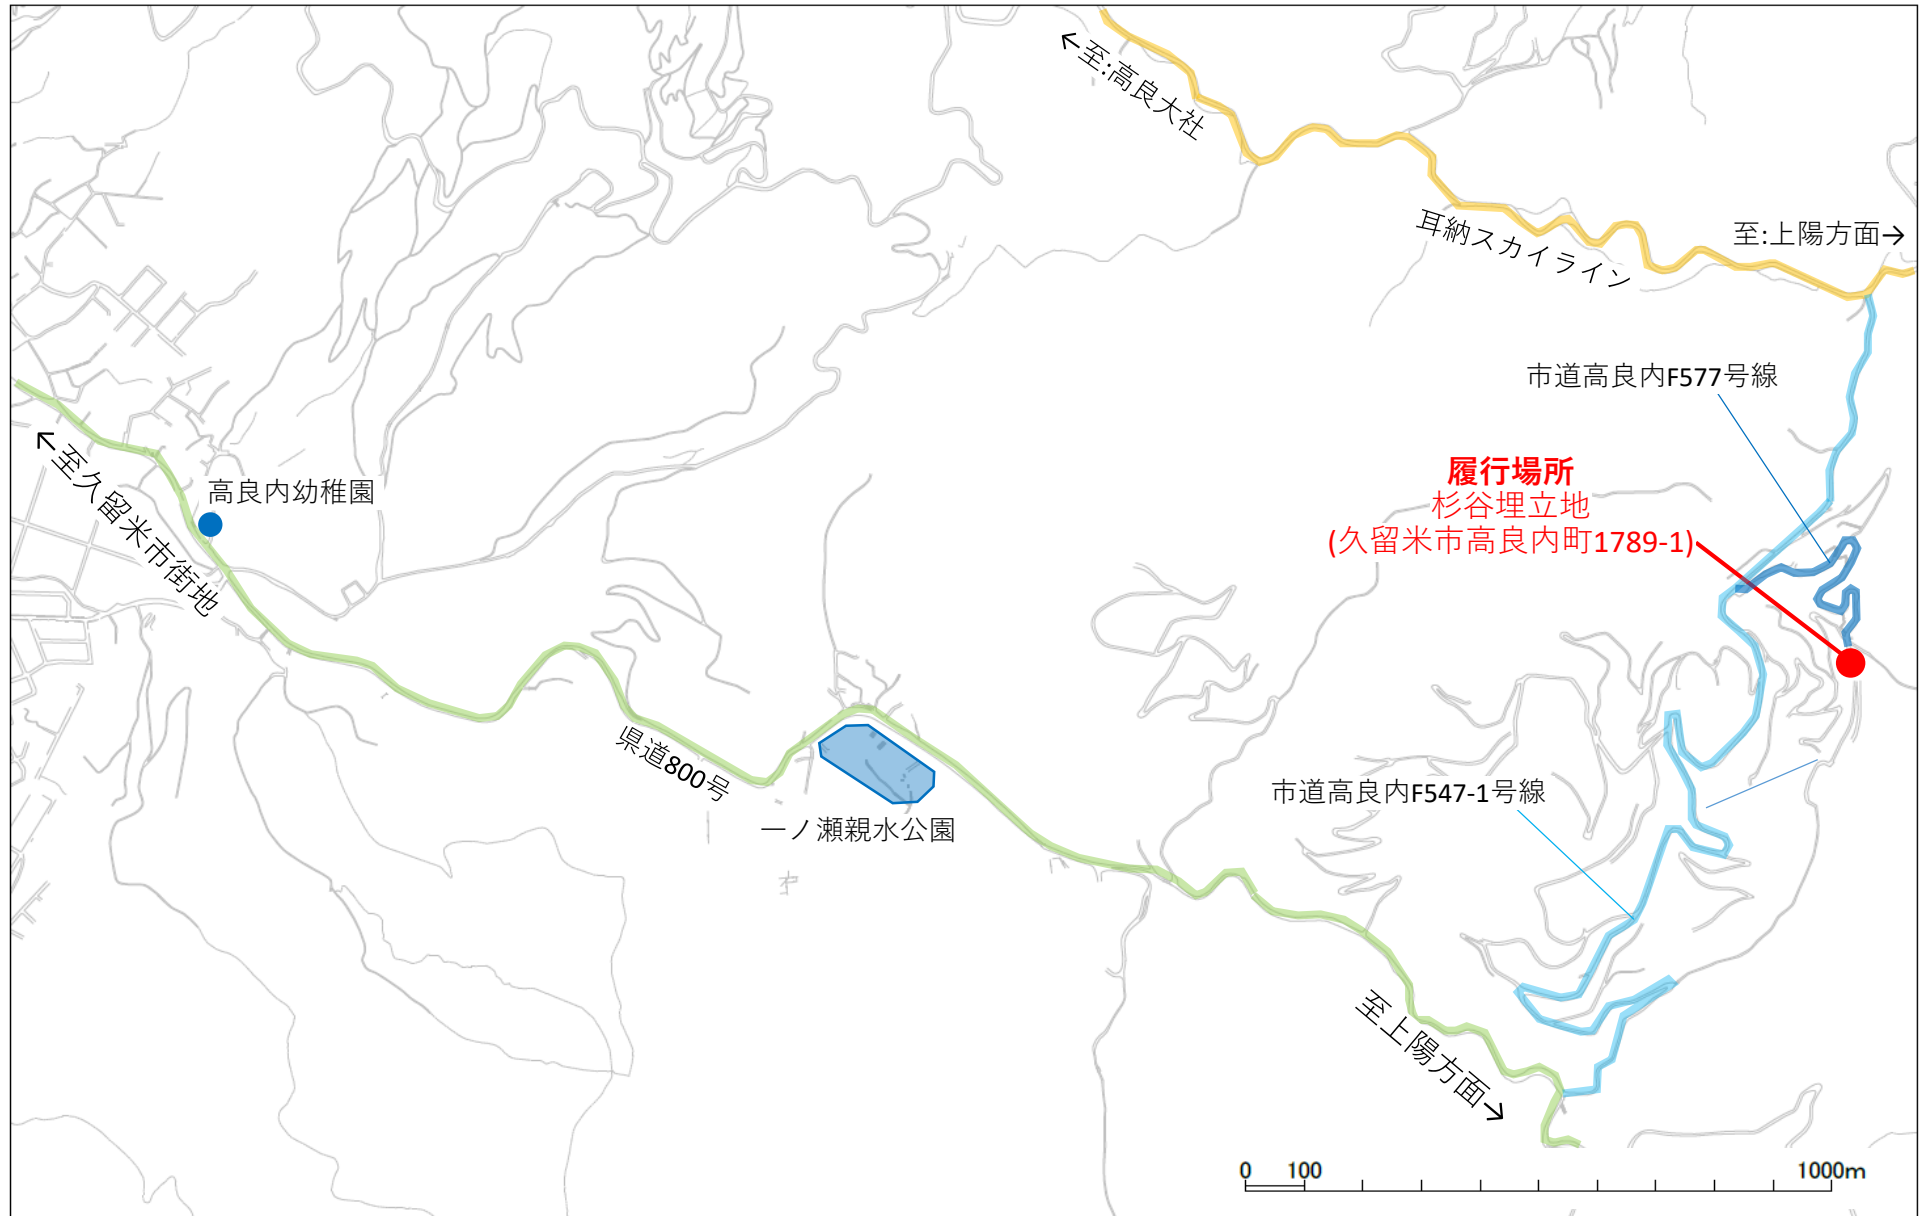 ←至:高良大社
耳納スカイライン
至:上陽方面→
市道高良内F577号線
履行場所
杉谷埋立地
(久留米市高良内町1789-1)
←至久留米市街地
高良内幼稚園
県道800号
一ノ瀬親水公園
市道高良内F547-1号線
至上陽方面→
0 100 1000m